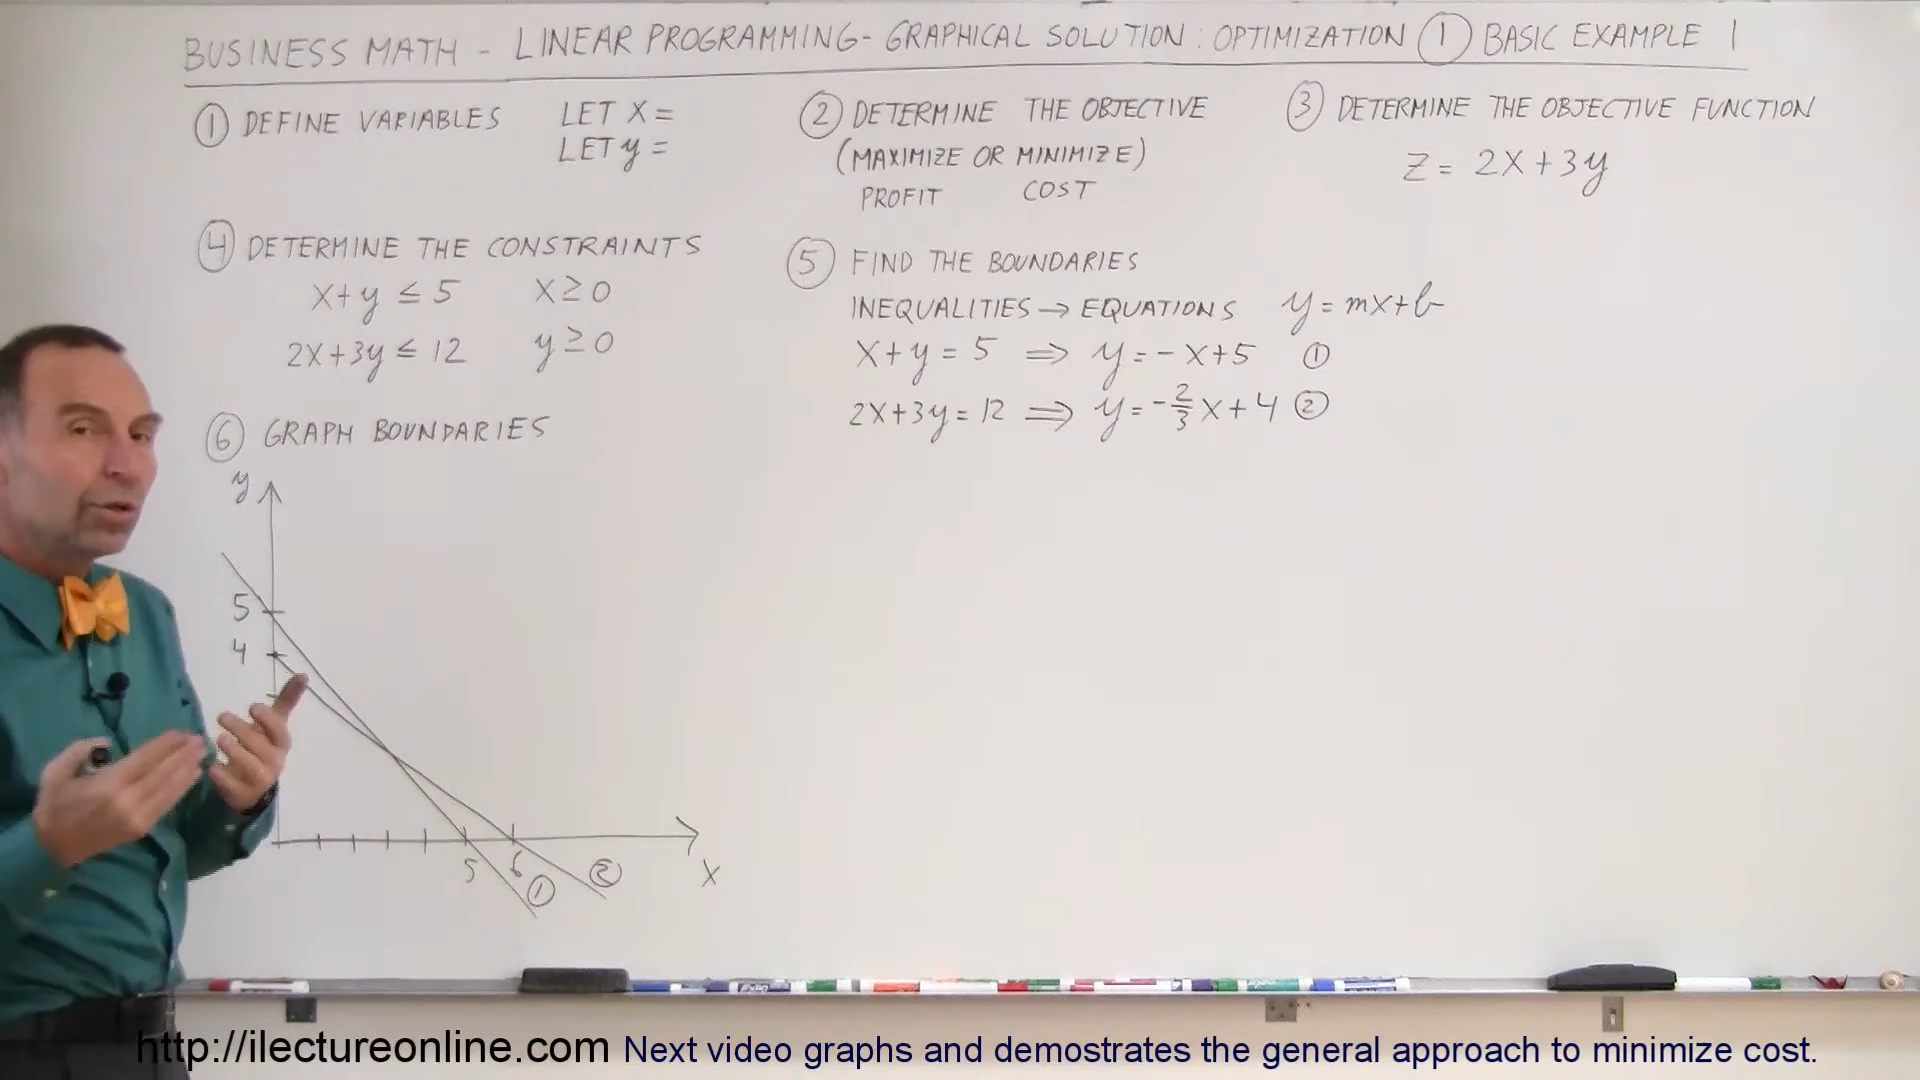 BUSINESS MATH - LINEAR PROGRAMMING - GRAPHICAL SOLUTION : OPTIMIZATION ① BASIC EXAMPLE 1
① DEFINE VARIABLES
LET X =
LET y =
② DETERMINE THE OBJECTIVE
(MAXIMIZE OR MINIMIZE)
PROFIT COST
③ DETERMINE THE OBJECTIVE FUNCTION
Z = 2X + 3y
④ DETERMINE THE CONSTRAINTS
X + y ≤ 5 X ≥ 0
2X + 3y ≤ 12 y ≥ 0
⑤ FIND THE BOUNDARIES
INEQUALITIES → EQUATIONS y = mx + b
X + y = 5 ⇒ y = - X + 5 ①
2X + 3y = 12 ⇒ y = - 2/3 X + 4 ②
⑥ GRAPH BOUNDARIES
y
5
4
5 6 ① ② X
http://ilectureonline.com Next video graphs and demostrates the general approach to minimize cost.